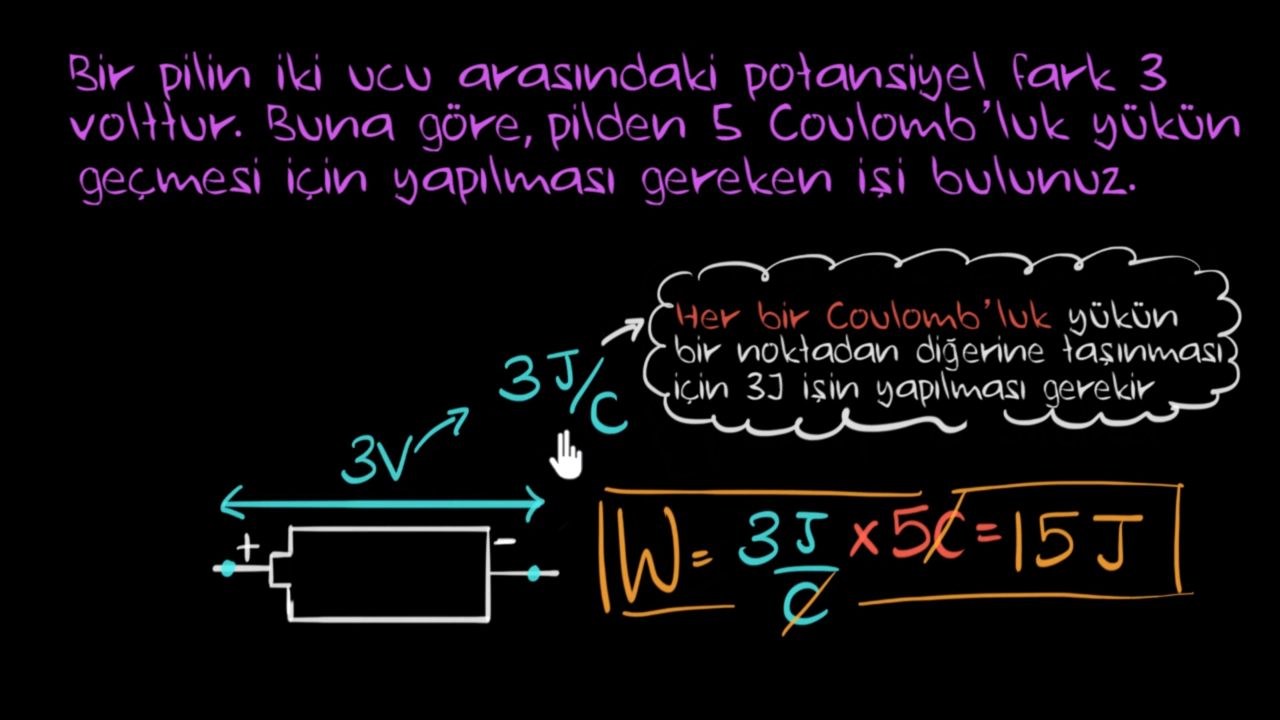 Bir pilin iki ucu arasındaki potansiyel fark 3
volttur. Buna göre, pilden 5 Coulomb'luk yükün
geçmesi için yapılması gereken işi bulunuz.
Her bir Coulomb'luk yükün
bir noktadan diğerine taşınması
için 3J işin yapılması gerekir
3 J/C
3V
+ -
W = 3 J/C x 5C = 15 J